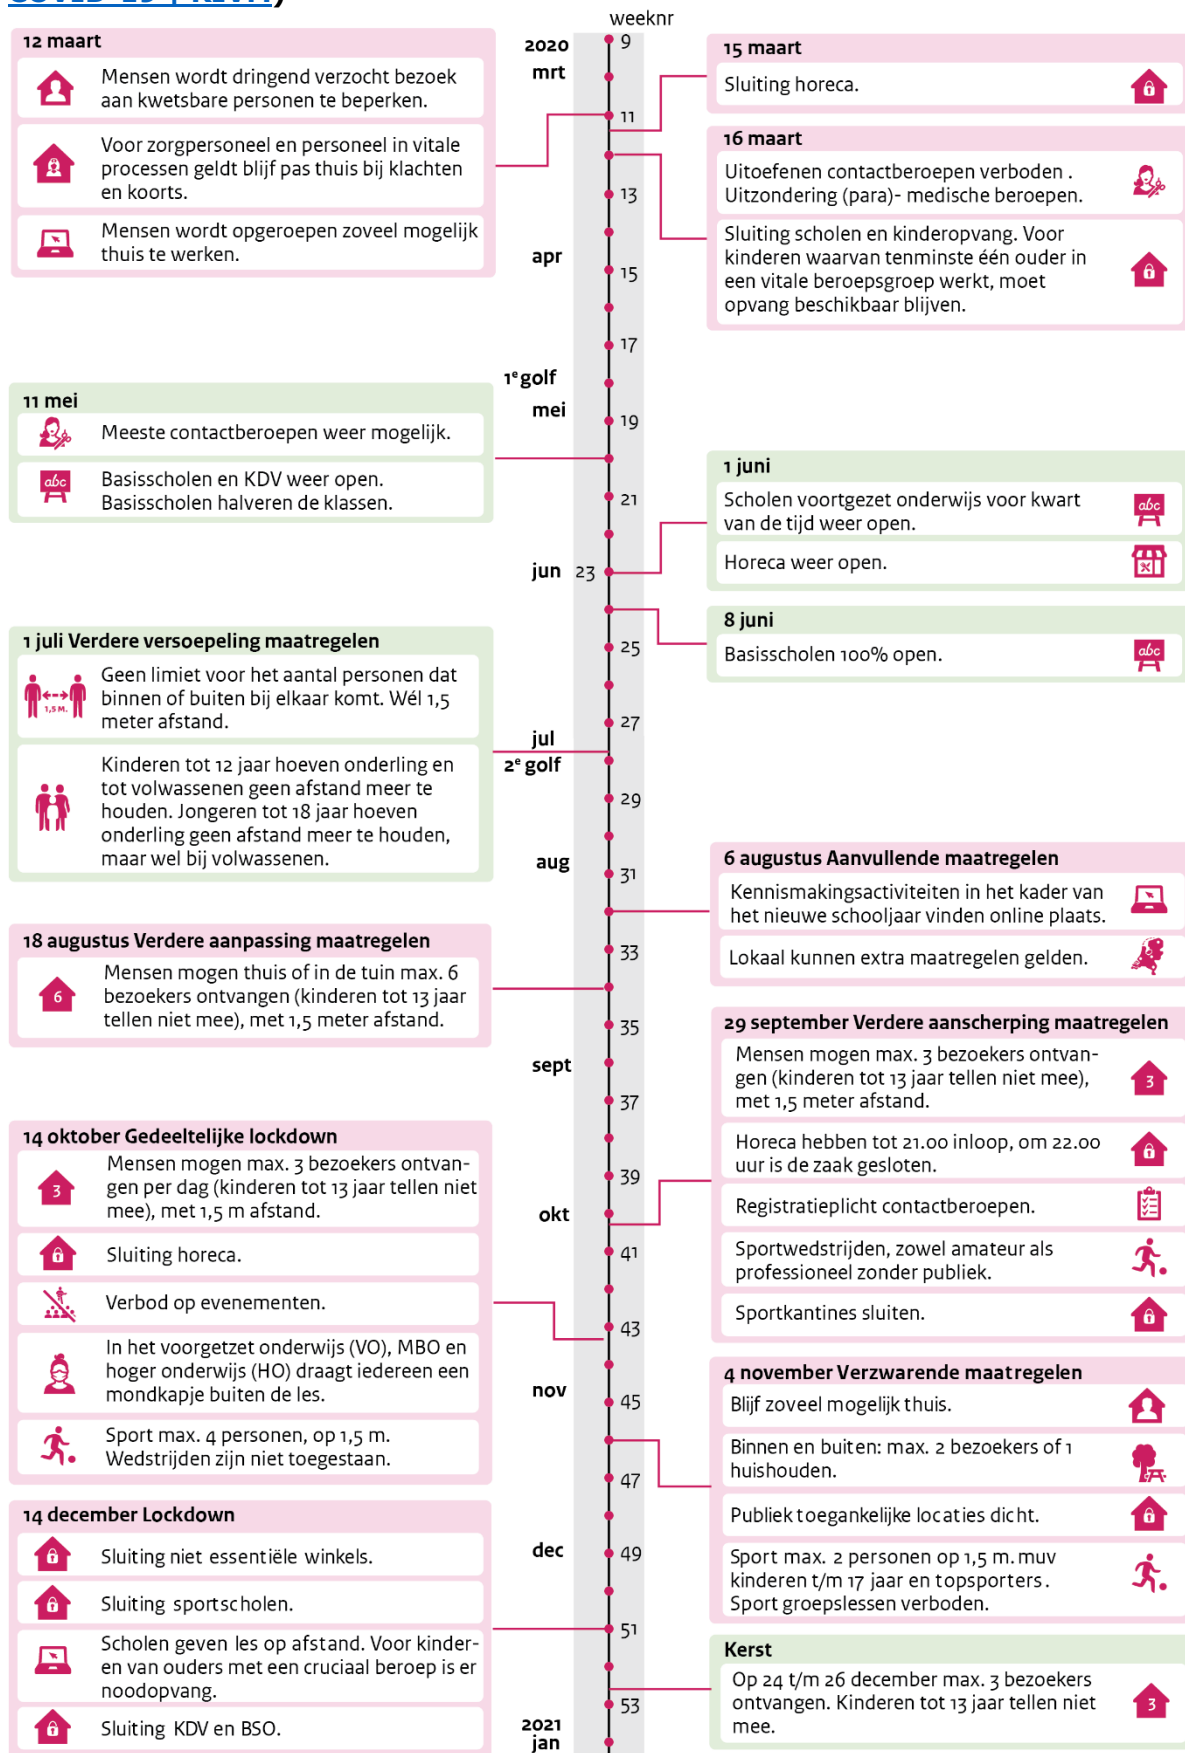 COVID-19 | RIVM)
weeknr
12 maart
Mensen wordt dringend verzocht bezoek
aan kwetsbare personen te beperken.
Voor zorgpersoneel en personeel in vitale
processen geldt blijf pas thuis bij klachten
en koorts.
Mensen wordt opgeroepen zoveel mogelijk
thuis te werken.
2020
mrt
9
11
13
apr
15
17
1e golf
mei
19
21
jun
23
25
27
jul
2e golf
29
aug
31
33
35
sept
37
39
okt
41
43
nov
45
47
dec
49
51
53
2021
jan
15 maart
Sluiting horeca.
16 maart
Uitoefenen contactberoepen verboden .
Uitzondering (para)- medische beroepen.
Sluiting scholen en kinderopvang. Voor
kinderen waarvan tenminste één ouder in
een vitale beroepsgroep werkt, moet
opvang beschikbaar blijven.
11 mei
Meeste contactberoepen weer mogelijk.
abc
Basisscholen en KDV weer open.
Basisscholen halveren de klassen.
1 juni
Scholen voortgezet onderwijs voor kwart
van de tijd weer open.
abc
Horeca weer open.
8 juni
Basisscholen 100% open.
abc
1 juli Verdere versoepeling maatregelen
Geen limiet voor het aantal personen dat
binnen of buiten bij elkaar komt. Wél 1,5
meter afstand.
1,5 M.
Kinderen tot 12 jaar hoeven onderling en
tot volwassenen geen afstand meer te
houden. Jongeren tot 18 jaar hoeven
onderling geen afstand meer te houden,
maar wel bij volwassenen.
6 augustus Aanvullende maatregelen
Kennismakingsactiviteiten in het kader van
het nieuwe schooljaar vinden online plaats.
Lokaal kunnen extra maatregelen gelden.
18 augustus Verdere aanpassing maatregelen
Mensen mogen thuis of in de tuin max. 6
bezoekers ontvangen (kinderen tot 13 jaar
tellen niet mee), met 1,5 meter afstand.
6
29 september Verdere aanscherping maatregelen
Mensen mogen max. 3 bezoekers ontvan-
gen (kinderen tot 13 jaar tellen niet mee),
met 1,5 meter afstand.
3
Horeca hebben tot 21.00 inloop, om 22.00
uur is de zaak gesloten.
Registratieplicht contactberoepen.
Sportwedstrijden, zowel amateur als
professioneel zonder publiek.
Sportkantines sluiten.
14 oktober Gedeeltelijke lockdown
Mensen mogen max. 3 bezoekers ontvan-
gen per dag (kinderen tot 13 jaar tellen niet
mee), met 1,5 m afstand.
3
Sluiting horeca.
Verbod op evenementen.
In het voorgetzet onderwijs (VO), MBO en
hoger onderwijs (HO) draagt iedereen een
mondkapje buiten de les.
Sport max. 4 personen, op 1,5 m.
Wedstrijden zijn niet toegestaan.
4 november Verzwarende maatregelen
Blijf zoveel mogelijk thuis.
Binnen en buiten: max. 2 bezoekers of 1
huishouden.
Publiek toegankelijke locaties dicht.
Sport max. 2 personen op 1,5 m. muv
kinderen t/m 17 jaar en topsporters .
Sport groepslessen verboden.
14 december Lockdown
Sluiting niet essentiële winkels.
Sluiting sportscholen.
Scholen geven les op afstand. Voor kinder-
en van ouders met een cruciaal beroep is er
noodopvang.
Sluiting KDV en BSO.
Kerst
Op 24 t/m 26 december max. 3 bezoekers
ontvangen. Kinderen tot 13 jaar tellen niet
mee.
3